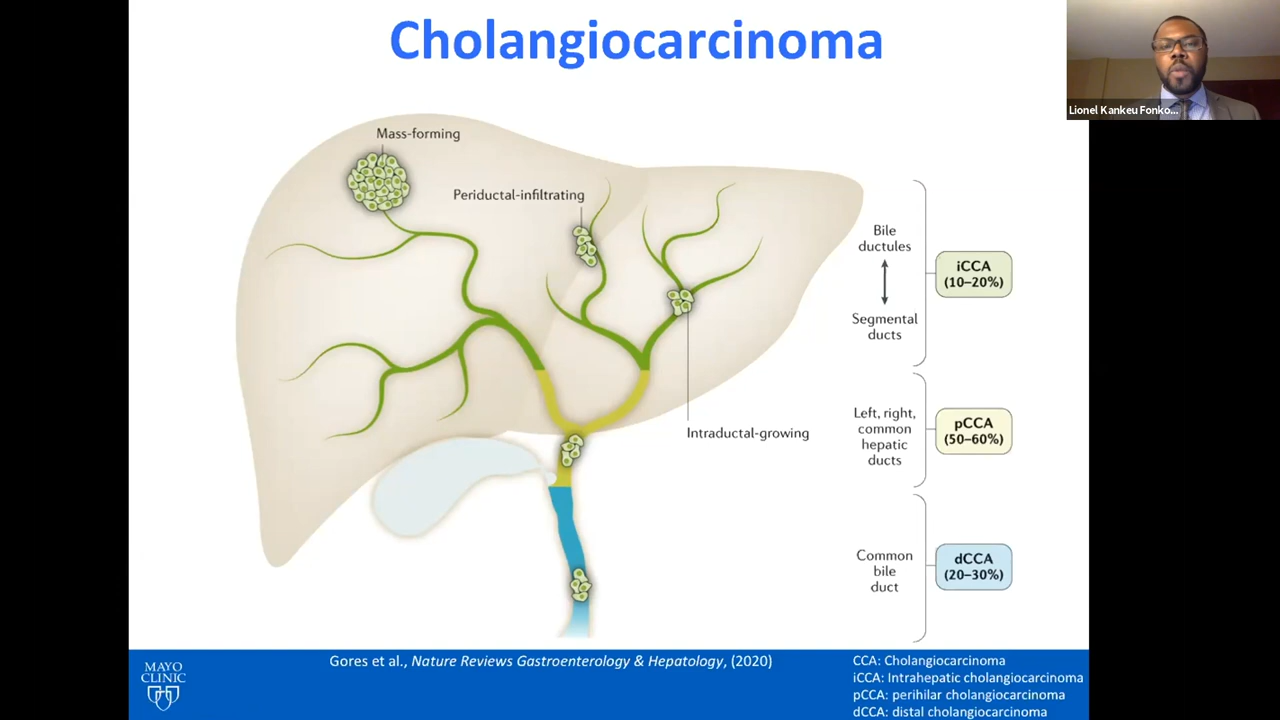 Cholangiocarcinoma
Lionel Kankeu Fonko...
Mass-forming
Periductal-infiltrating
Intraductal-growing
Bile
ductules
Segmental
ducts
iCCA
(10–20%)
Left, right,
common
hepatic
ducts
pCCA
(50–60%)
Common
bile
duct
dCCA
(20–30%)
MAYO
CLINIC
Gores et al., Nature Reviews Gastroenterology & Hepatology, (2020)
CCA: Cholangiocarcinoma
iCCA: Intrahepatic cholangiocarcinoma
pCCA: perihilar cholangiocarcinoma
dCCA: distal cholangiocarcinoma